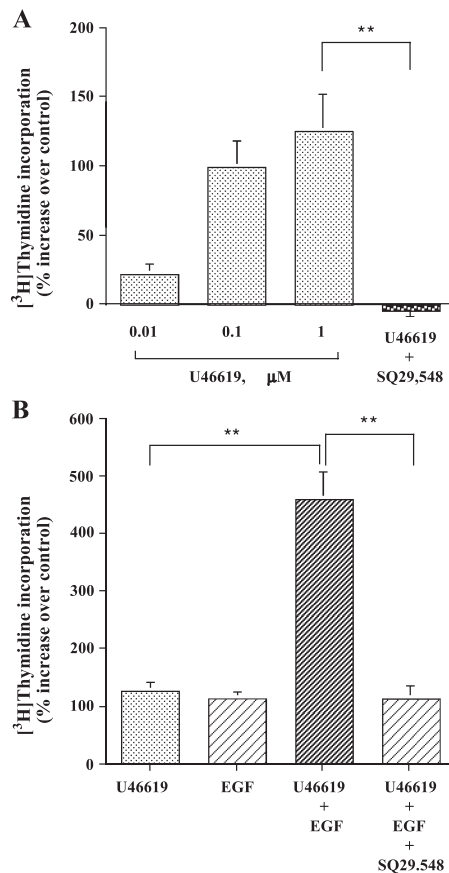 A
[³H]Thymidine incorporation
(% increase over control)
200
150
100
50
0
**
0.01 0.1 1
U46619, μM
U46619
+
SQ29,548
B
[³H]Thymidine incorporation
(% increase over control)
600
500
400
300
200
100
0
** **
U46619 EGF U46619 U46619
+ +
EGF EGF
+
SQ29.548